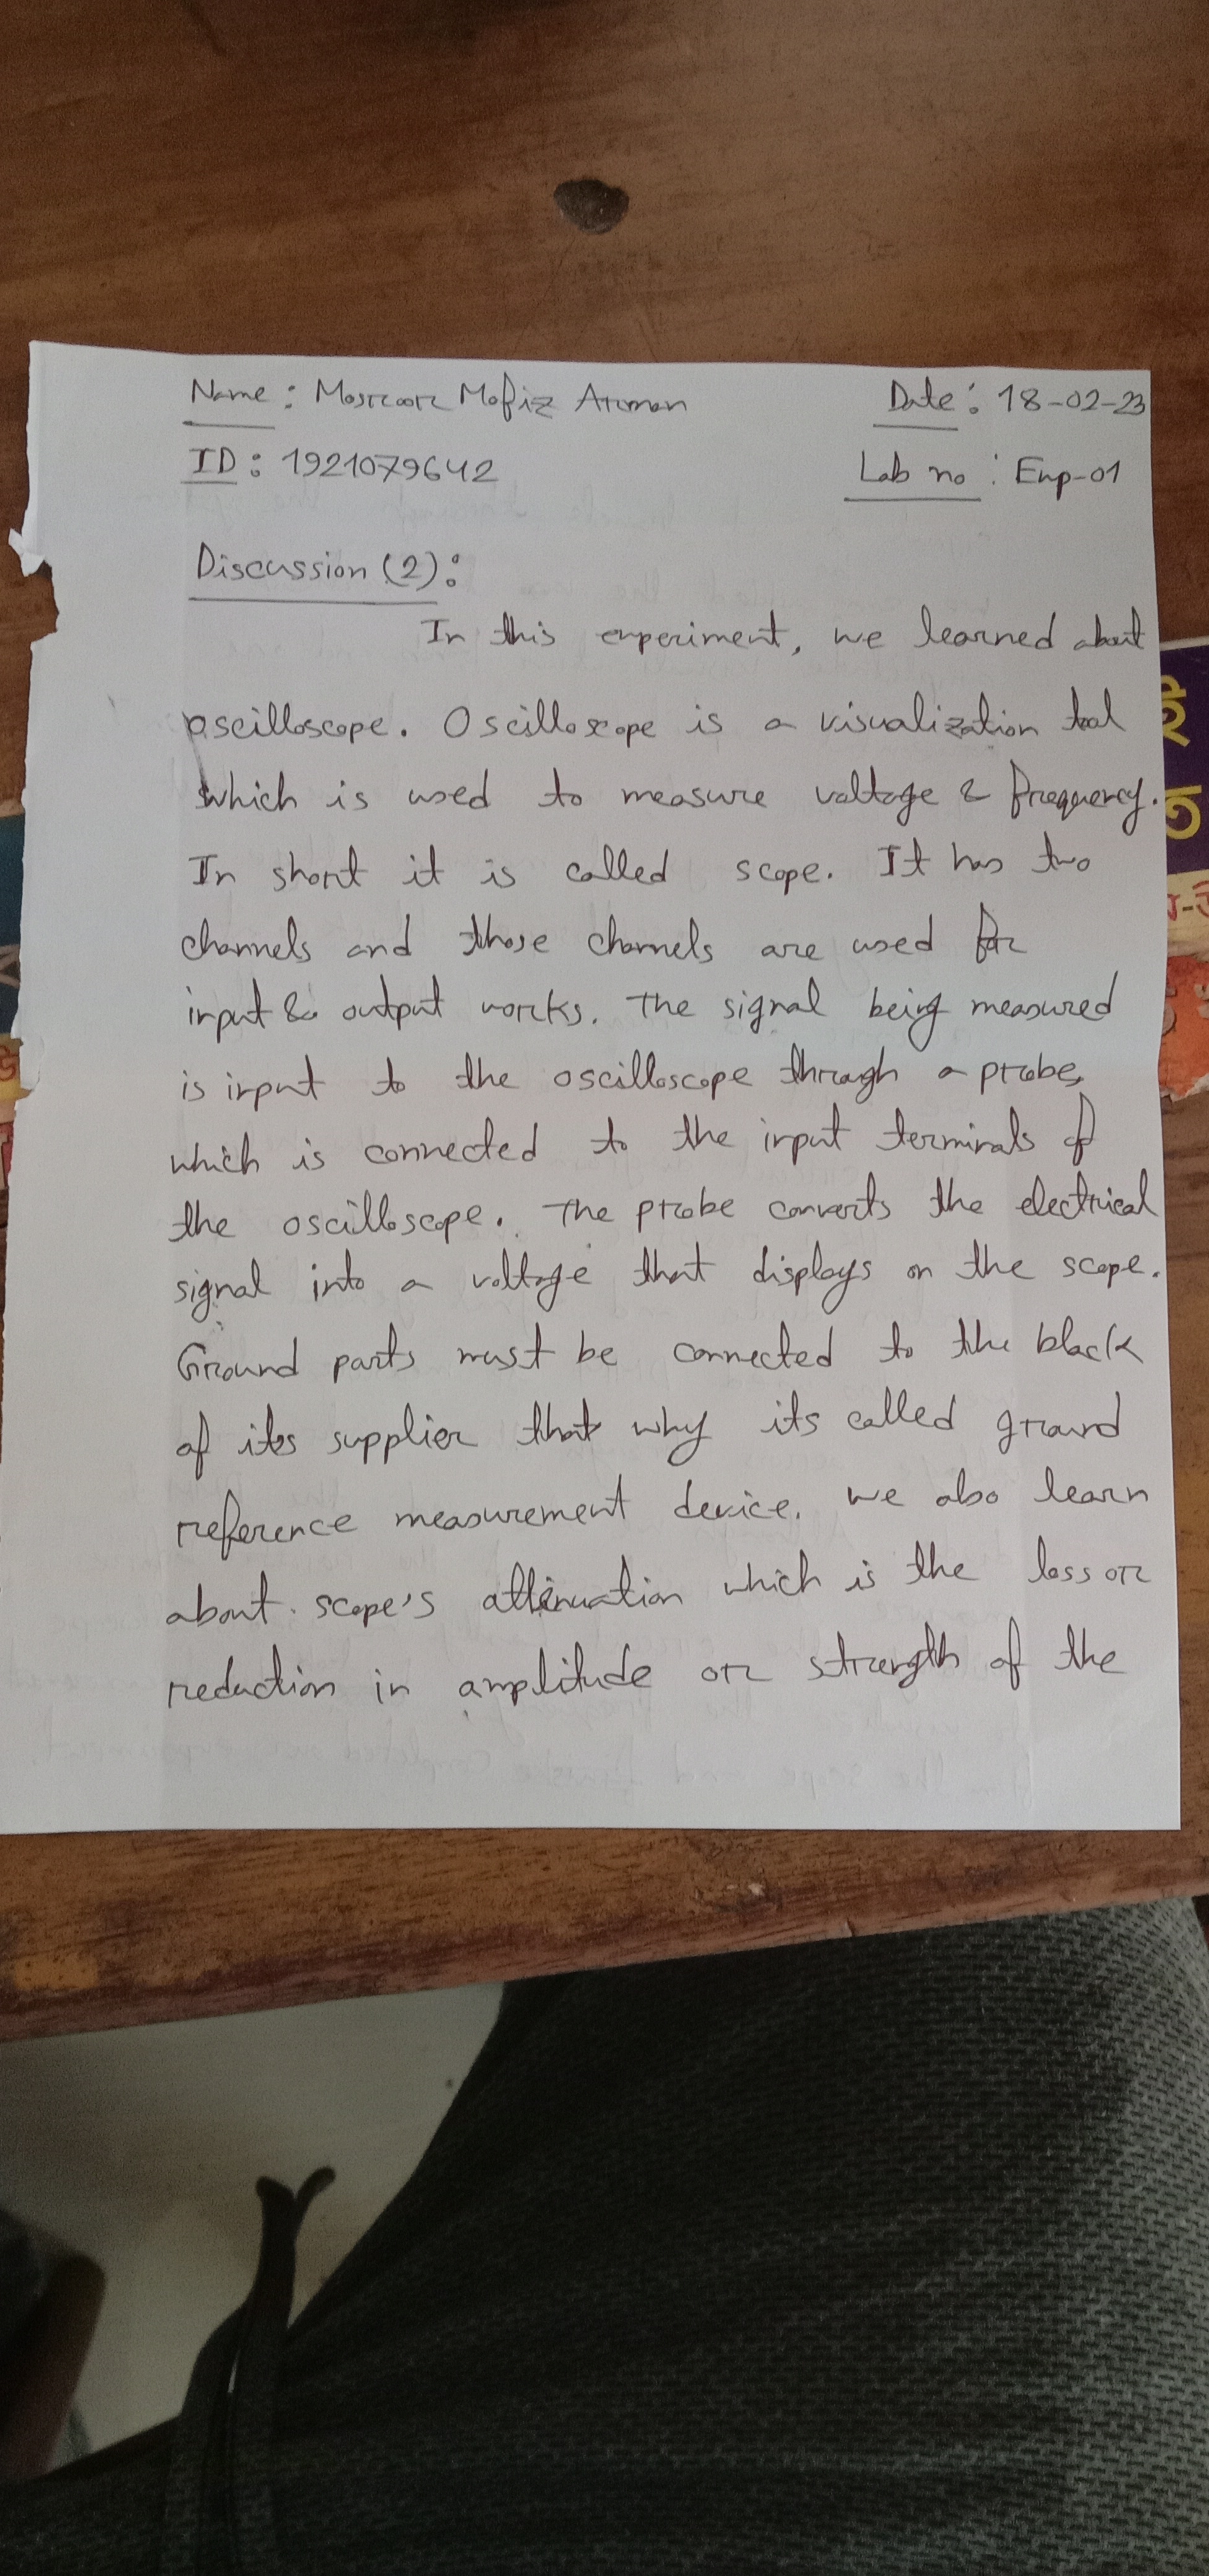 Name: Masroor Mofiz Arman
Date: 18-02-23
ID: 1921079642
Lab no: Exp-01
Discussion (2):
In this experiment, we learned about
oscilloscope. Oscilloscope is a visualization tool
which is used to measure voltage & frequency.
In short it is called scope. It has two
channels and those channels are used for
input & output works. The signal being measured
is input to the oscilloscope through a probe,
which is connected to the input terminals of
the oscilloscope. The probe converts the electrical
signal into a voltage that displays on the scope.
Ground parts must be connected to the black
of its supplier that why its called ground
reference measurement device. We also learn
about scope's attenuation which is the loss or
reduction in amplitude or strength of the